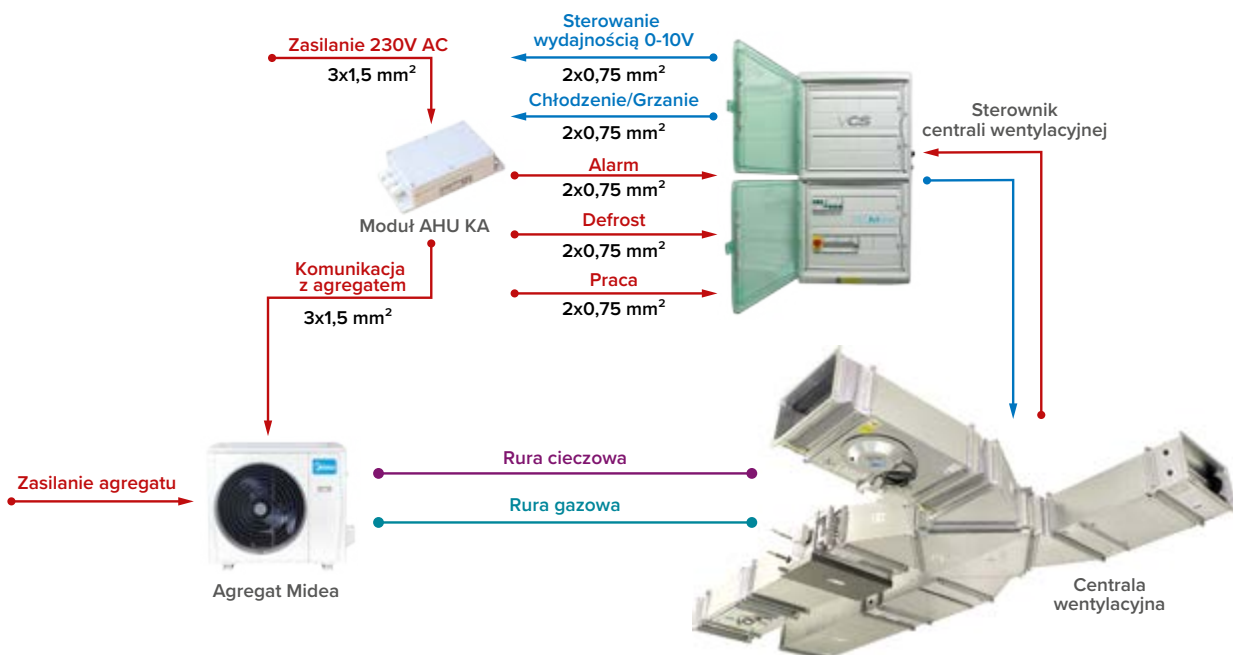 Sterowanie
wydajnością 0-10V
Zasilanie 230V AC
3x1,5 mm²
2x0,75 mm²
Chłodzenie/Grzanie
2x0,75 mm²
VCS
Sterownik
centrali wentylacyjnej
Alarm
2x0,75 mm²
Moduł AHU KA
Defrost
2x0,75 mm²
Komunikacja
z agregatem
3x1,5 mm²
Praca
2x0,75 mm²
Midea
Zasilanie agregatu
Rura cieczowa
Rura gazowa
Agregat Midea
Centrala
wentylacyjna